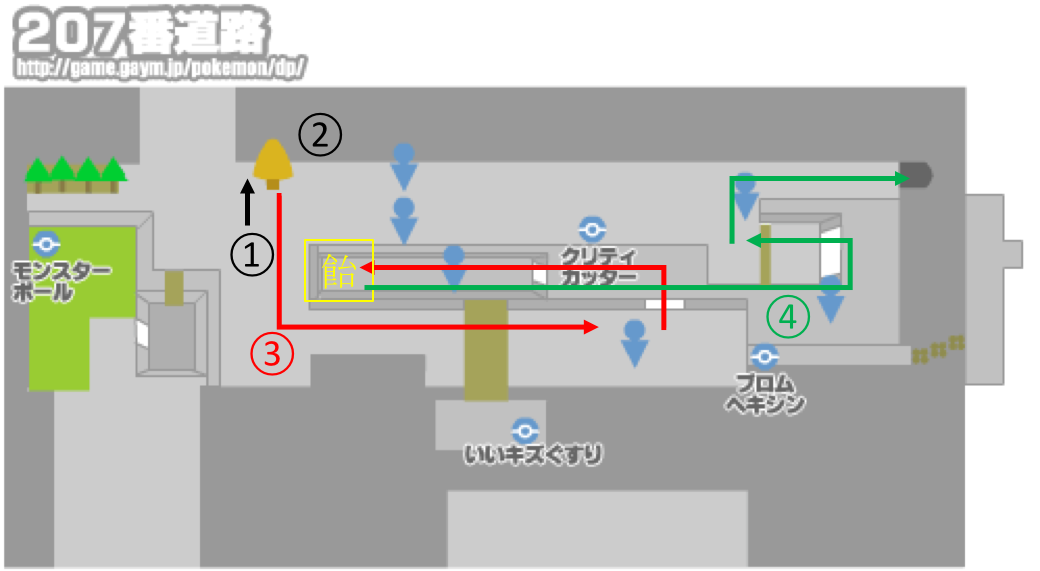 207番道路
http://game.gaym.jp/pokemon/dp/
②
①
モンスター
ボール
飴
クリティ
カッター
③
④
プロム
ヘキシン
いいキズぐすり